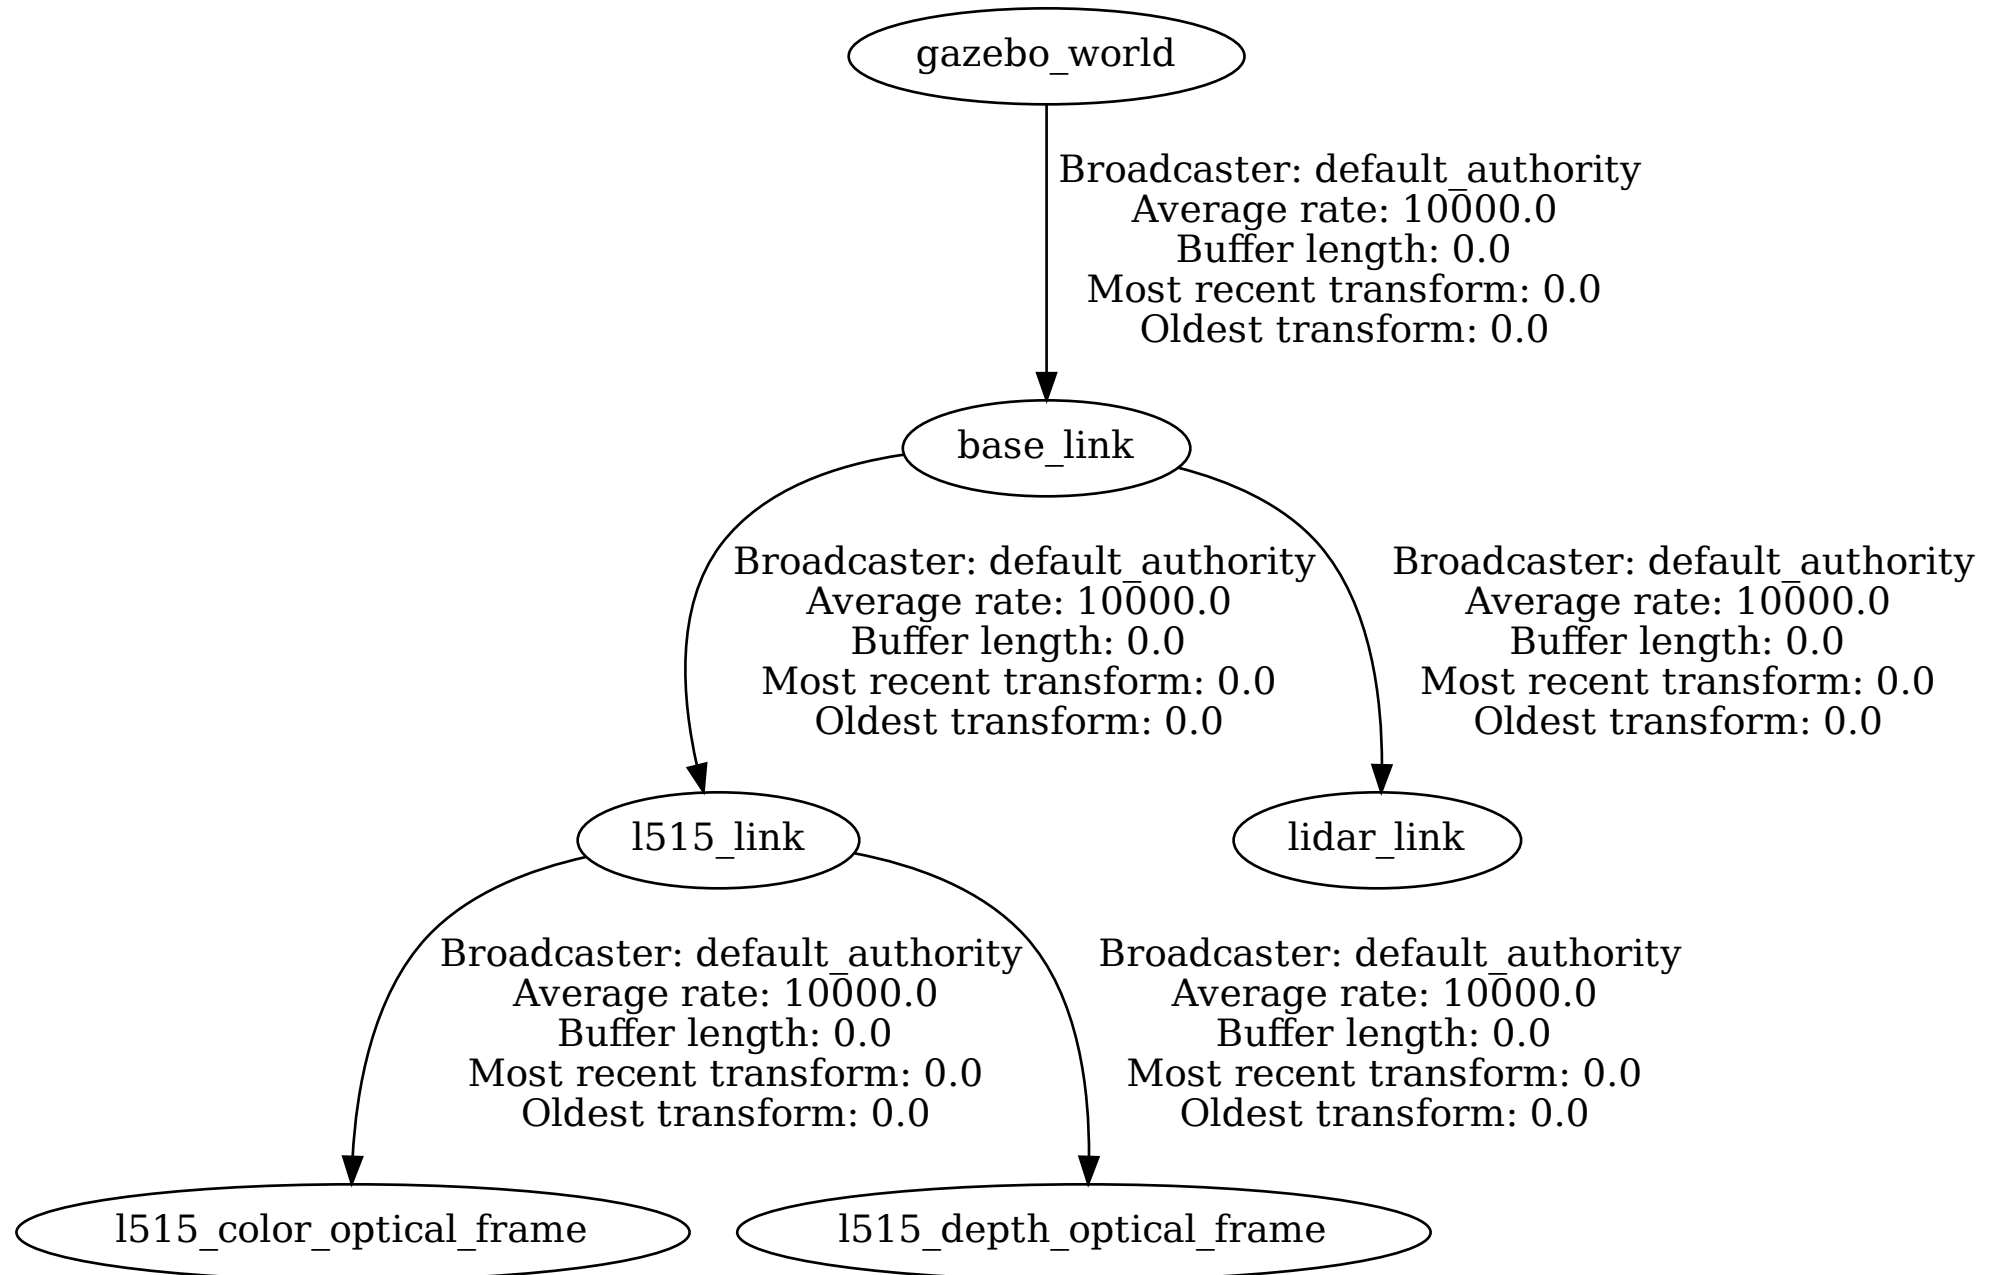 gazebo_world
Broadcaster: default_authority
Average rate: 10000.0
Buffer length: 0.0
Most recent transform: 0.0
Oldest transform: 0.0
base_link
Broadcaster: default_authority
Average rate: 10000.0
Buffer length: 0.0
Most recent transform: 0.0
Oldest transform: 0.0
Broadcaster: default_authority
Average rate: 10000.0
Buffer length: 0.0
Most recent transform: 0.0
Oldest transform: 0.0
l515_link
lidar_link
Broadcaster: default_authority
Average rate: 10000.0
Buffer length: 0.0
Most recent transform: 0.0
Oldest transform: 0.0
Broadcaster: default_authority
Average rate: 10000.0
Buffer length: 0.0
Most recent transform: 0.0
Oldest transform: 0.0
l515_color_optical_frame
l515_depth_optical_frame